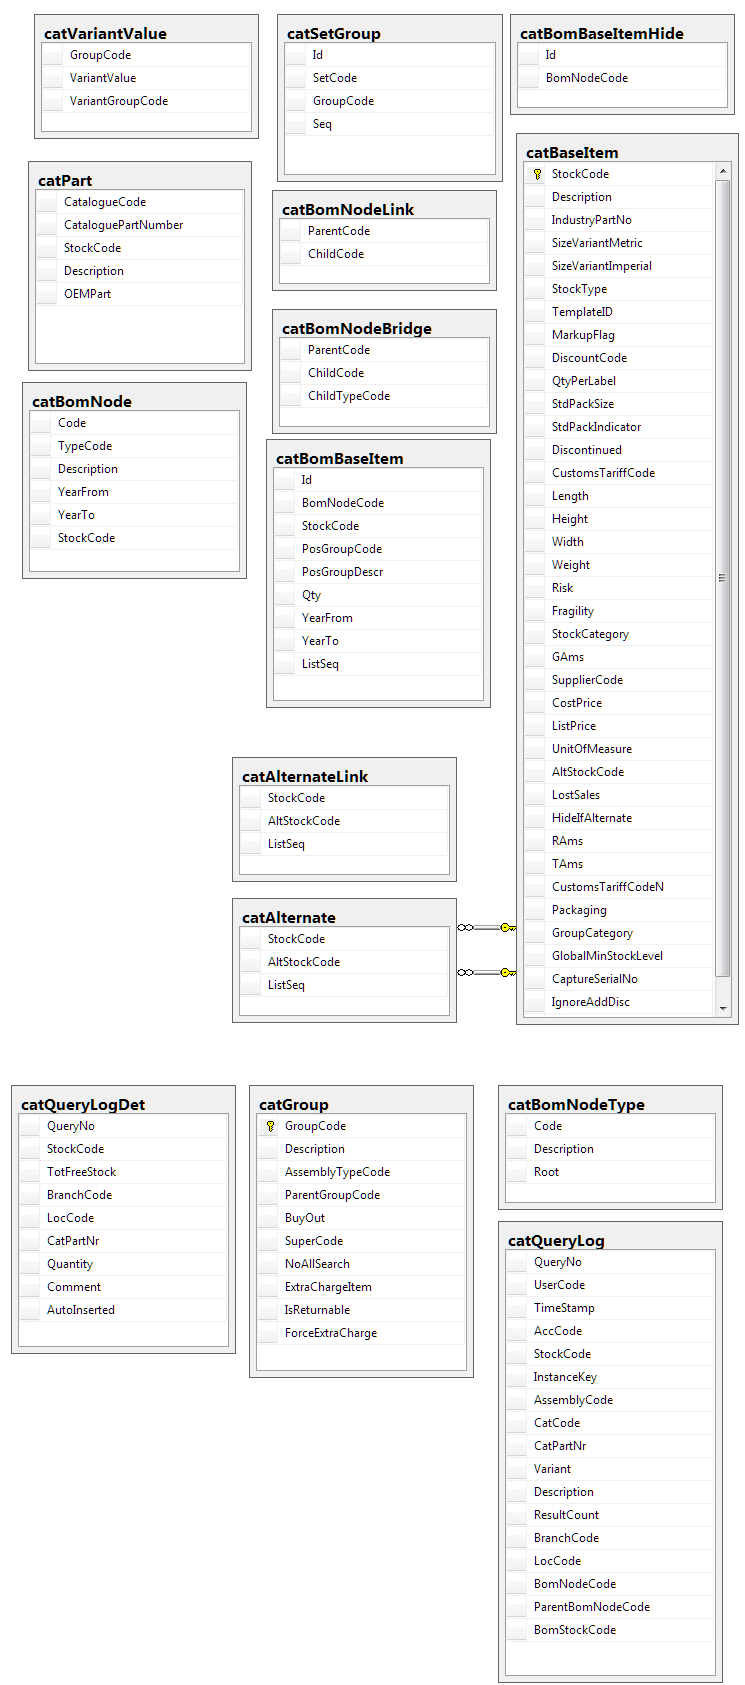 catVariantValue
GroupCode
VariantValue
VariantGroupCode
catSetGroup
Id
SetCode
GroupCode
Seq
catBomBaseItemHide
Id
BomNodeCode
catPart
CatalogueCode
CataloguePartNumber
StockCode
Description
OEMPart
catBomNodeLink
ParentCode
ChildCode
catBomNodeBridge
ParentCode
ChildCode
ChildTypeCode
catBomNode
Code
TypeCode
Description
YearFrom
YearTo
StockCode
catBomBaseItem
Id
BomNodeCode
StockCode
PosGroupCode
PosGroupDescr
Qty
YearFrom
YearTo
ListSeq
catBaseItem
StockCode
Description
IndustryPartNo
SizeVariantMetric
SizeVariantImperial
StockType
TemplateID
MarkupFlag
DiscountCode
QtyPerLabel
StdPackSize
StdPackIndicator
Discontinued
CustomsTariffCode
Length
Height
Width
Weight
Risk
Fragility
StockCategory
GAms
SupplierCode
CostPrice
ListPrice
UnitOfMeasure
AltStockCode
LostSales
HideIfAlternate
RAms
TAms
CustomsTariffCodeN
Packaging
GroupCategory
GlobalMinStockLevel
CaptureSerialNo
IgnoreAddDisc
catAlternateLink
StockCode
AltStockCode
ListSeq
catAlternate
StockCode
AltStockCode
ListSeq
catQueryLogDet
QueryNo
StockCode
TotFreeStock
BranchCode
LocCode
CatPartNr
Quantity
Comment
AutoInserted
catGroup
GroupCode
Description
AssemblyTypeCode
ParentGroupCode
BuyOut
SuperCode
NoAllSearch
ExtraChargeItem
IsReturnable
ForceExtraCharge
catBomNodeType
Code
Description
Root
catQueryLog
QueryNo
UserCode
TimeStamp
AccCode
StockCode
InstanceKey
AssemblyCode
CatCode
CatPartNr
Variant
Description
ResultCount
BranchCode
LocCode
BomNodeCode
ParentBomNodeCode
BomStockCode